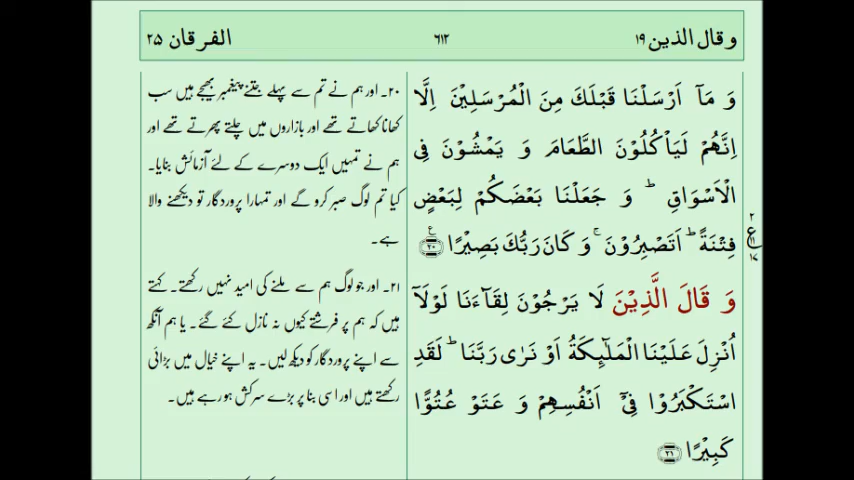 و قال الذین ۱۹ ۶۱۲ الفرقان ۲۵
وَ مَاۤ اَرْسَلْنَا قَبْلَكَ مِنَ الْمُرْسَلِیْنَ اِلَّاۤ
اِنَّهُمْ لَیَاْكُلُوْنَ الطَّعَامَ وَ یَمْشُوْنَ فِی
الْاَسْوَاقِ ؕ وَ جَعَلْنَا بَعْضَكُمْ لِبَعْضٍ
فِتْنَةً ؕ اَتَصْبِرُوْنَ ۚ وَ كَانَ رَبُّكَ بَصِیْرًا ۲۰
وَ قَالَ الَّذِیْنَ لَا یَرْجُوْنَ لِقَآءَنَا لَوْلَاۤ
اُنْزِلَ عَلَیْنَا الْمَلٰٓىِٕكَةُ اَوْ نَرٰی رَبَّنَا ؕ لَقَدِ
اسْتَكْبَرُوْا فِیْۤ اَنْفُسِهِمْ وَ عَتَوْ عُتُوًّا
كَبِیْرًا ۲۱
۲۰۔ اور ہم نے تم سے پہلے جتنے پیغمبر بھیجے ہیں سب
کھانا کھاتے تھے اور بازاروں میں چلتے پھرتے تھے اور
ہم نے تمہیں ایک دوسرے کے لئے آزمائش بنایا۔
کیا تم لوگ صبر کرو گے اور تمہارا پروردگار تو دیکھنے والا
ہے۔
۲۱۔ اور جو لوگ ہم سے ملنے کی امید نہیں رکھتے۔ کہتے
ہیں کہ ہم پر فرشتے کیوں نہ نازل کئے گئے۔ یا ہم آنکھ
سے اپنے پروردگار کو دیکھ لیں۔ یہ اپنے خیال میں بڑائی
رکھتے ہیں اور اسی بنا پر بڑے سرکش ہو رہے ہیں۔